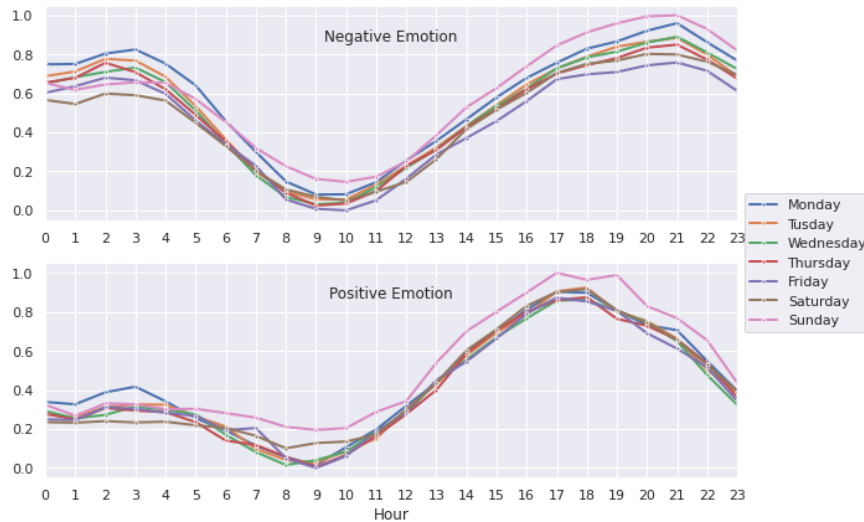 Negative Emotion
1.0
0.8
0.6
0.4
0.2
0.0
0 1 2 3 4 5 6 7 8 9 10 11 12 13 14 15 16 17 18 19 20 21 22 23
Monday
Tusday
Wednesday
Thursday
Friday
Saturday
Sunday
Positive Emotion
1.0
0.8
0.6
0.4
0.2
0.0
0 1 2 3 4 5 6 7 8 9 10 11 12 13 14 15 16 17 18 19 20 21 22 23
Hour